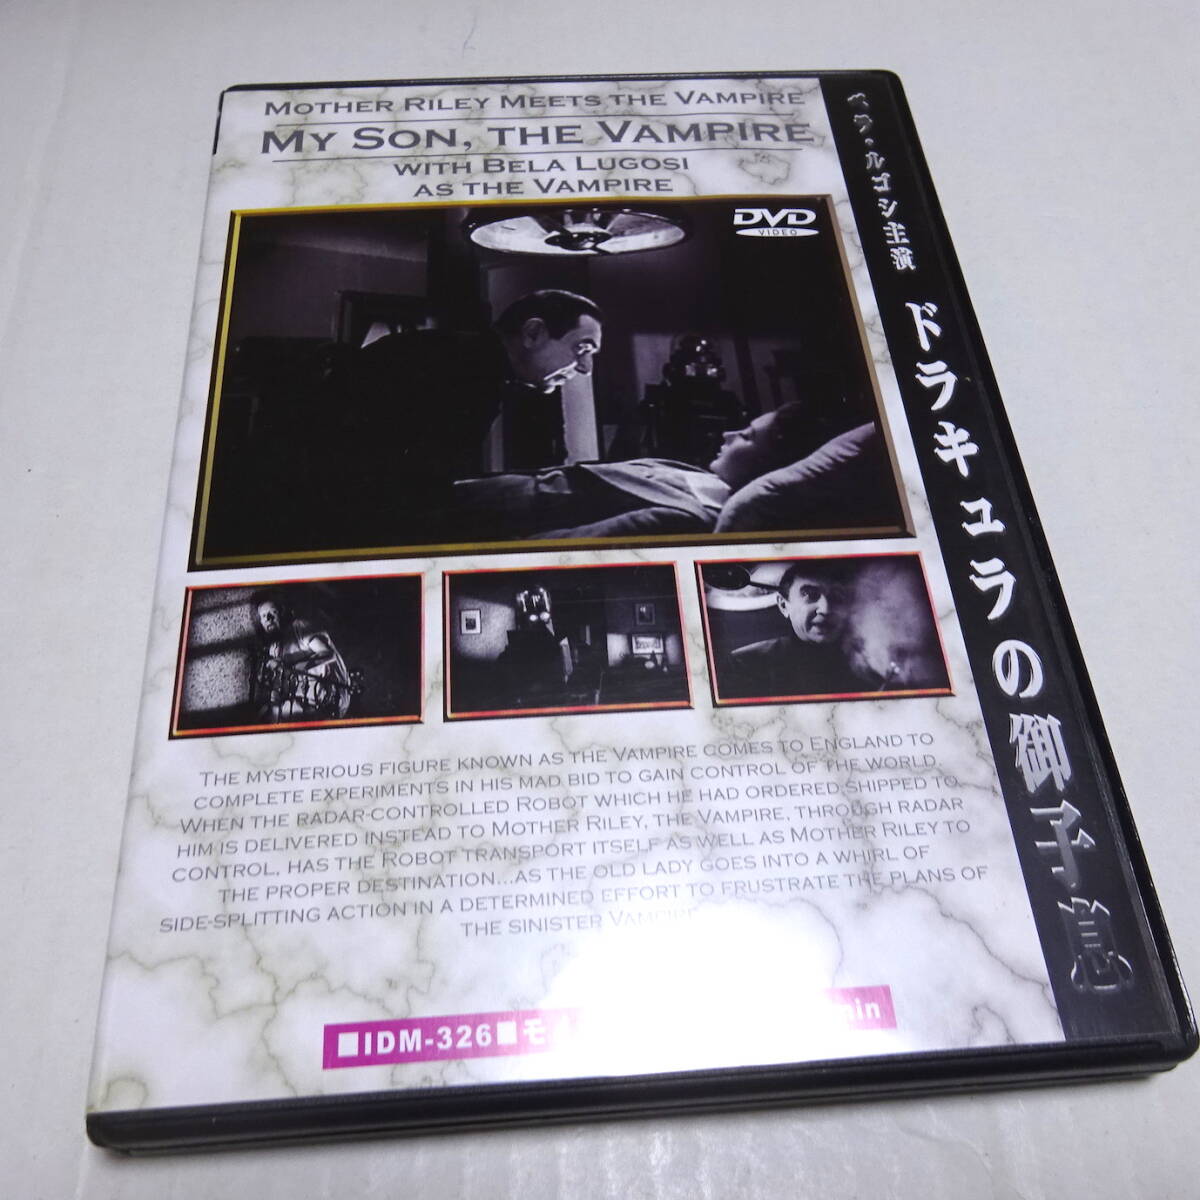 MOTHER RILEY MEETS THE VAMPIRE
MY SON, THE VAMPIRE
WITH BELA LUGOSI
AS THE VAMPIRE
DVD
VIDEO
ベラ・ルゴシ主演 ドラキュラの御子息
THE MYSTERIOUS FIGURE KNOWN AS THE VAMPIRE COMES TO ENGLAND TO
COMPLETE EXPERIMENTS IN HIS MAD BID TO GAIN CONTROL OF THE WORLD.
WHEN THE RADAR-CONTROLLED ROBOT WHICH HE HAD ORDERED SHIPPED TO
HIM IS DELIVERED INSTEAD TO MOTHER RILEY, THE VAMPIRE, THROUGH RADAR
CONTROL, HAS THE ROBOT TRANSPORT ITSELF AS WELL AS MOTHER RILEY TO
THE PROPER DESTINATION...AS THE OLD LADY GOES INTO A WHIRL OF
SIDE-SPLITTING ACTION IN A DETERMINED EFFORT TO FRUSTRATE THE PLANS OF
THE SINISTER VAMPIRE
■IDM-326■モ min